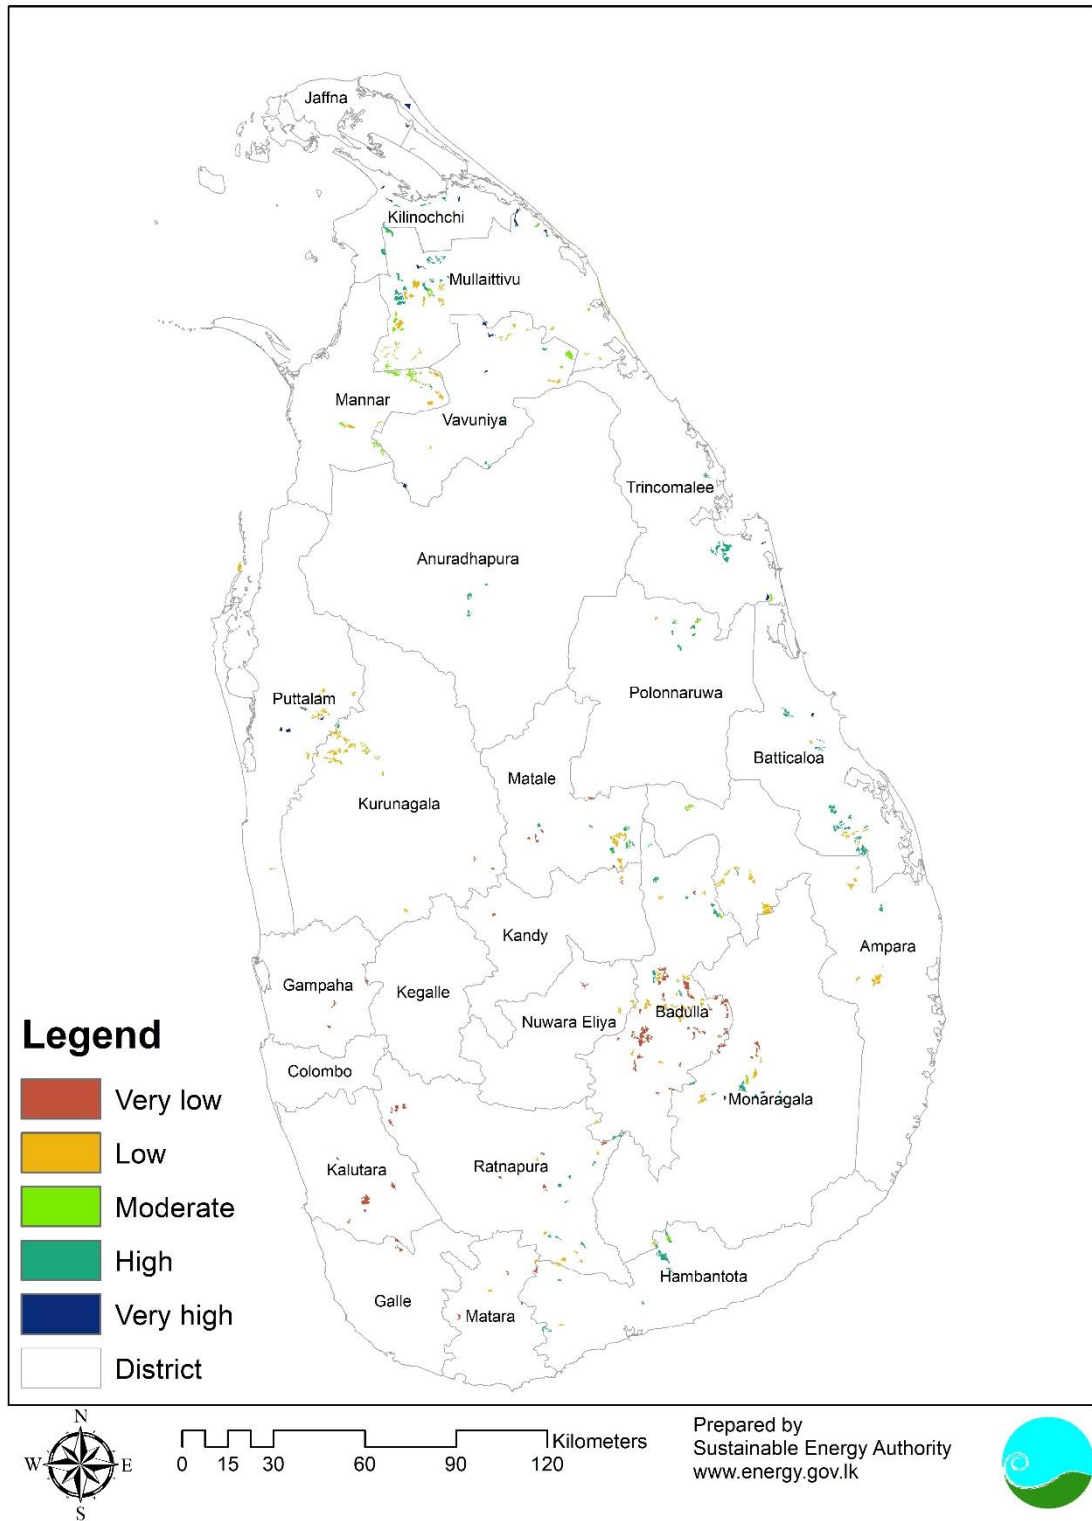 Jaffna
Kilinochchi
Mullaittivu
Mannar
Vavuniya
Trincomalee
Anuradhapura
Polonnaruwa
Puttalam
Batticaloa
Matale
Kurunagala
Kandy
Ampara
Gampaha
Kegalle
Nuwara Eliya
Badulla
Colombo
Monaragala
Kalutara
Ratnapura
Hambantota
Galle
Matara
Legend
Very low
Low
Moderate
High
Very high
District
N
W E
S
Kilometers
0 15 30 60 90 120
Prepared by
Sustainable Energy Authority
www.energy.gov.lk